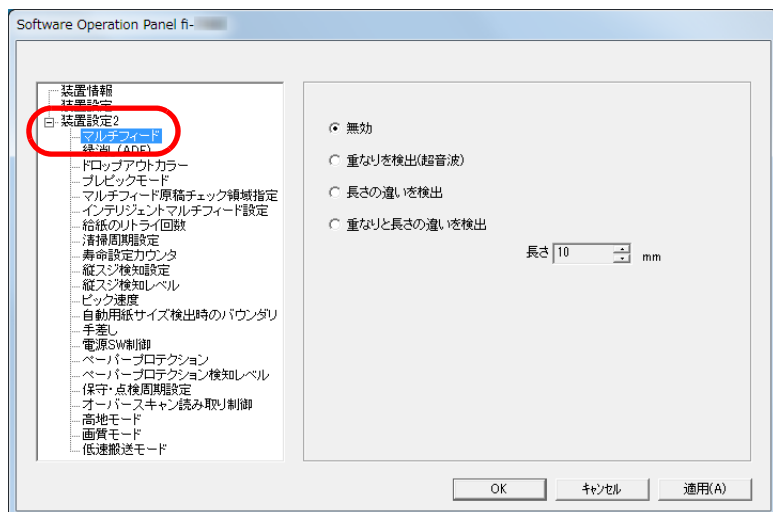 Software Operation Panel fi-
装置情報
装置設定
装置設定2
マルチフィード
縁消し(ADF)
ドロップアウトカラー
プレピックモード
マルチフィード原稿チェック領域指定
インテリジェントマルチフィード設定
給紙のリトライ回数
清掃周期設定
寿命設定カウンタ
縦スジ検知設定
縦スジ検知レベル
ピック速度
自動用紙サイズ検出時のバウンダリ
手差し
電源SW制御
ペーパープロテクション
ペーパープロテクション検知レベル
保守・点検周期設定
オーバースキャン読み取り制御
高地モード
画質モード
低速搬送モード
無効
重なりを検出(超音波)
長さの違いを検出
重なりと長さの違いを検出
長さ 10 mm
OK キャンセル 適用(A)